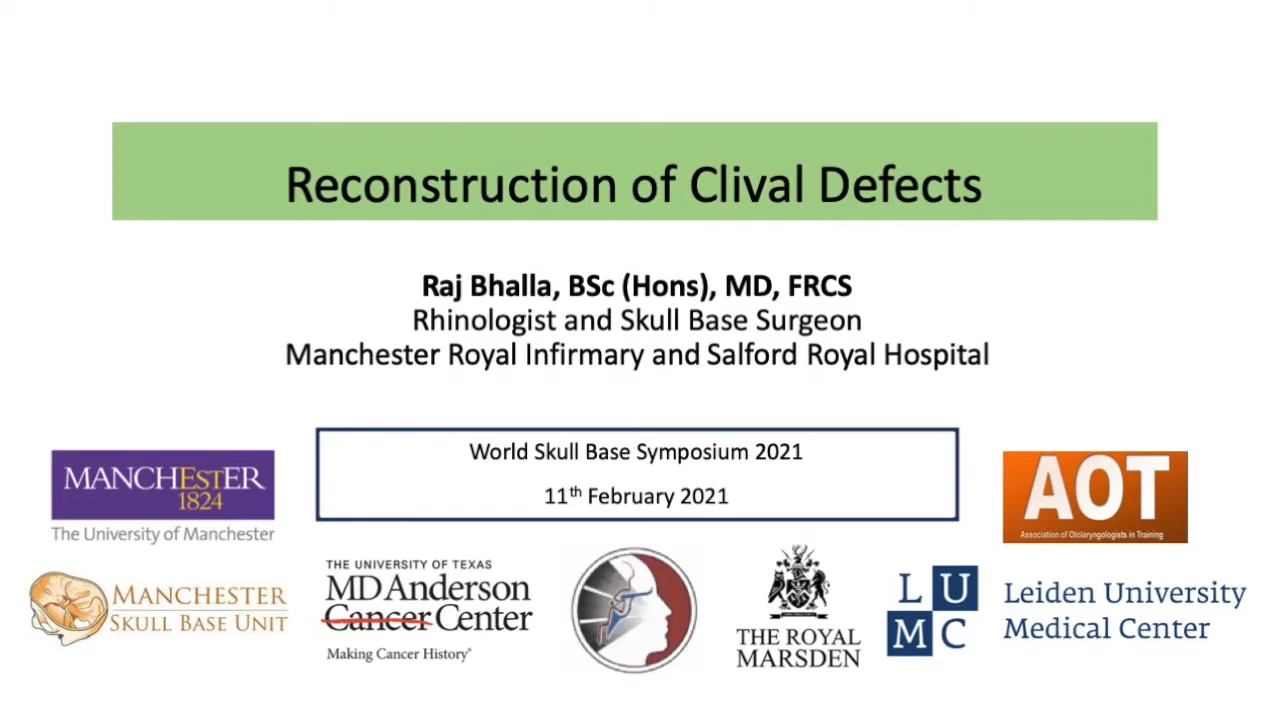 Reconstruction of Clival Defects
Raj Bhalla, BSc (Hons), MD, FRCS
Rhinologist and Skull Base Surgeon
Manchester Royal Infirmary and Salford Royal Hospital
World Skull Base Symposium 2021
11th February 2021
MANCHESTER
1824
The University of Manchester
AOT
Association of Otolaryngologists in Training
MANCHESTER
SKULL BASE UNIT
THE UNIVERSITY OF TEXAS
MD Anderson
Cancer Center
Making Cancer History®
THE ROYAL
MARSDEN
L U
M C
Leiden University
Medical Center